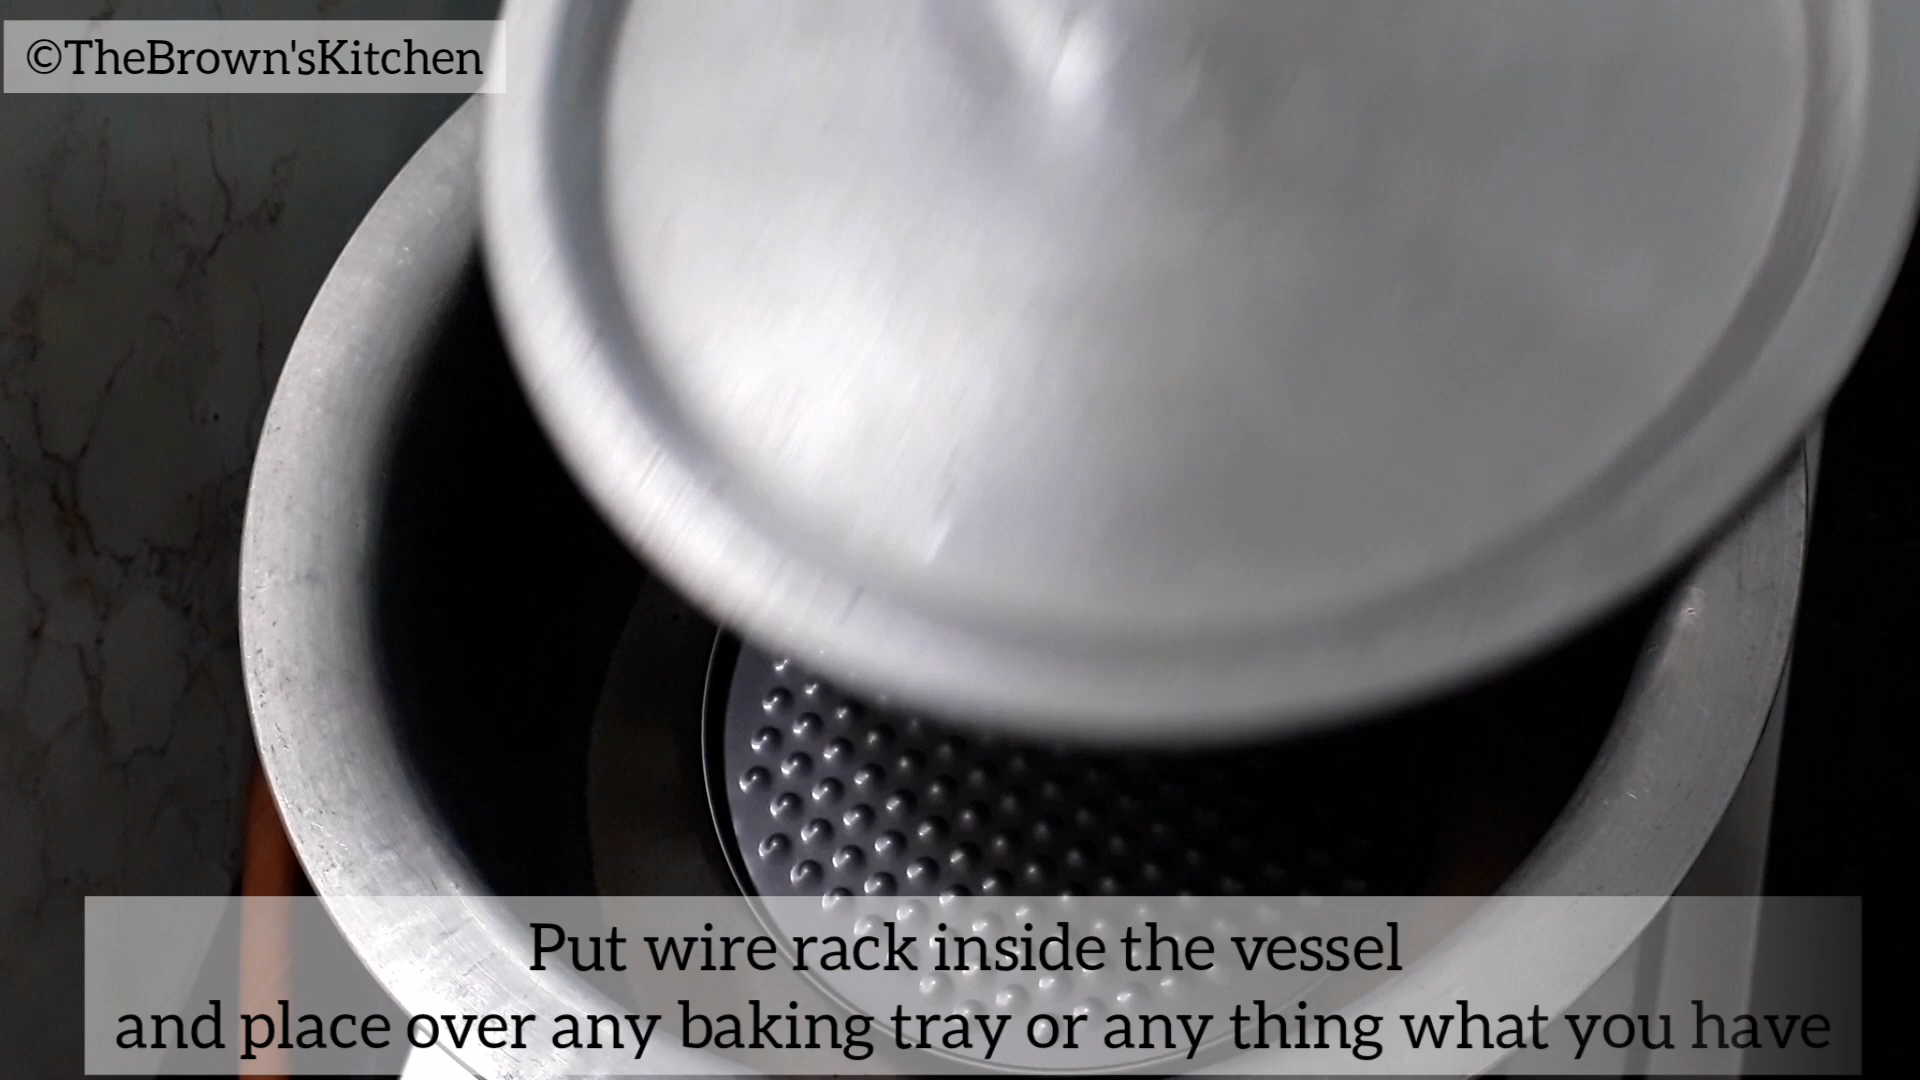 ©TheBrown'sKitchen
Put wire rack inside the vessel
and place over any baking tray or any thing what you have